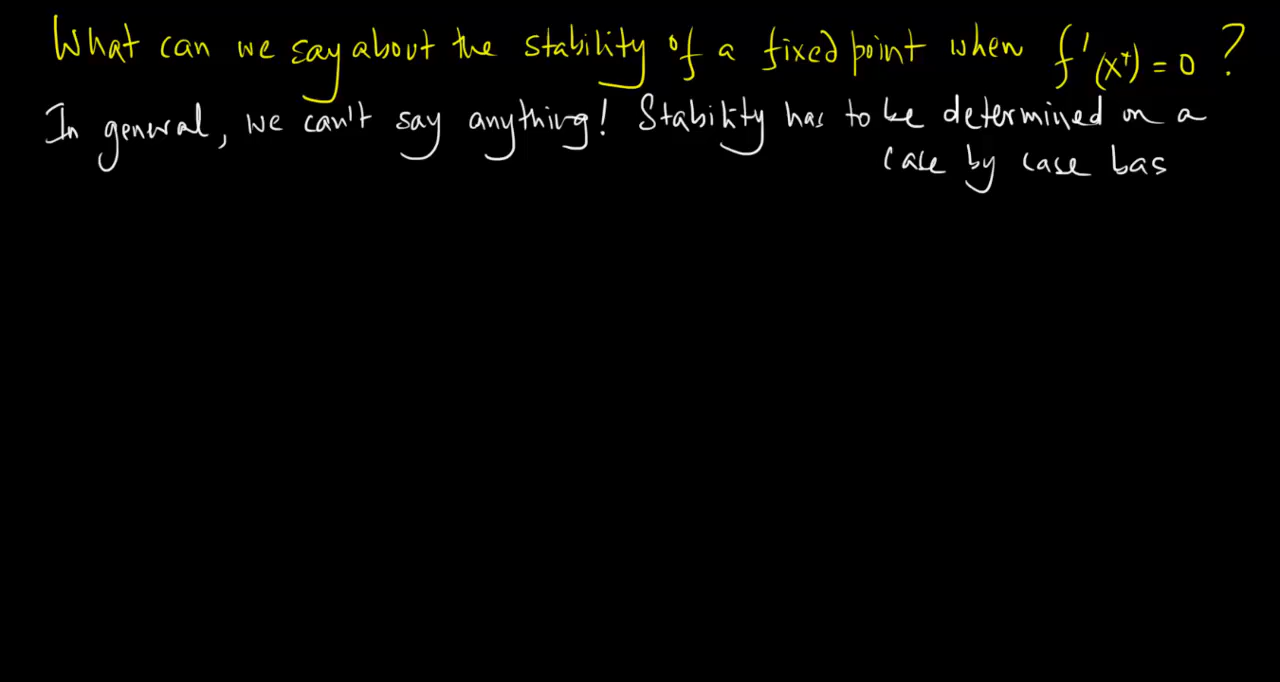 What can we say about the stability of a fixed point when f'(x*) = 0 ?
In general, we can't say anything! Stability has to be determined on a
case by case bas